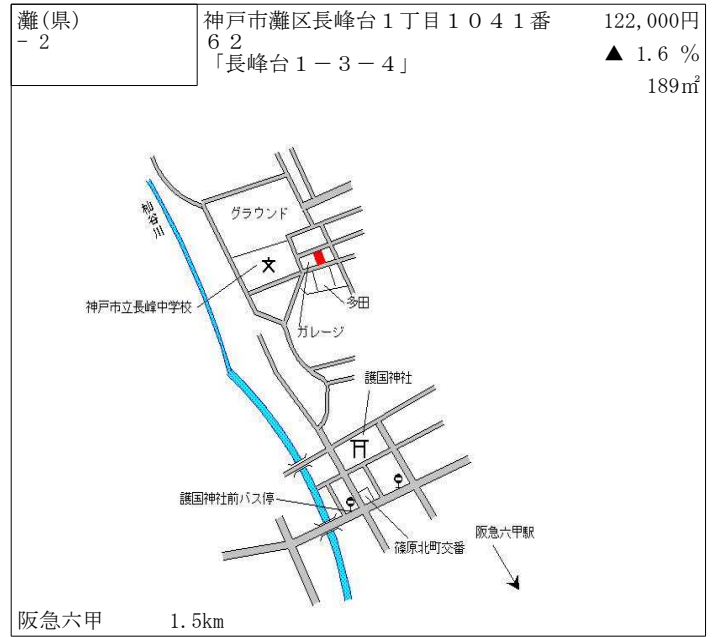 灘(県)
- 2
神戸市灘区長峰台1丁目1041番
62
「長峰台1-3-4」
122,000円
▲ 1.6 %
189㎡
杣谷川
グラウンド
神戸市立長峰中学校
多田
ガレージ
護国神社
護国神社前バス停
篠原北町交番
阪急六甲駅
阪急六甲 1.5km